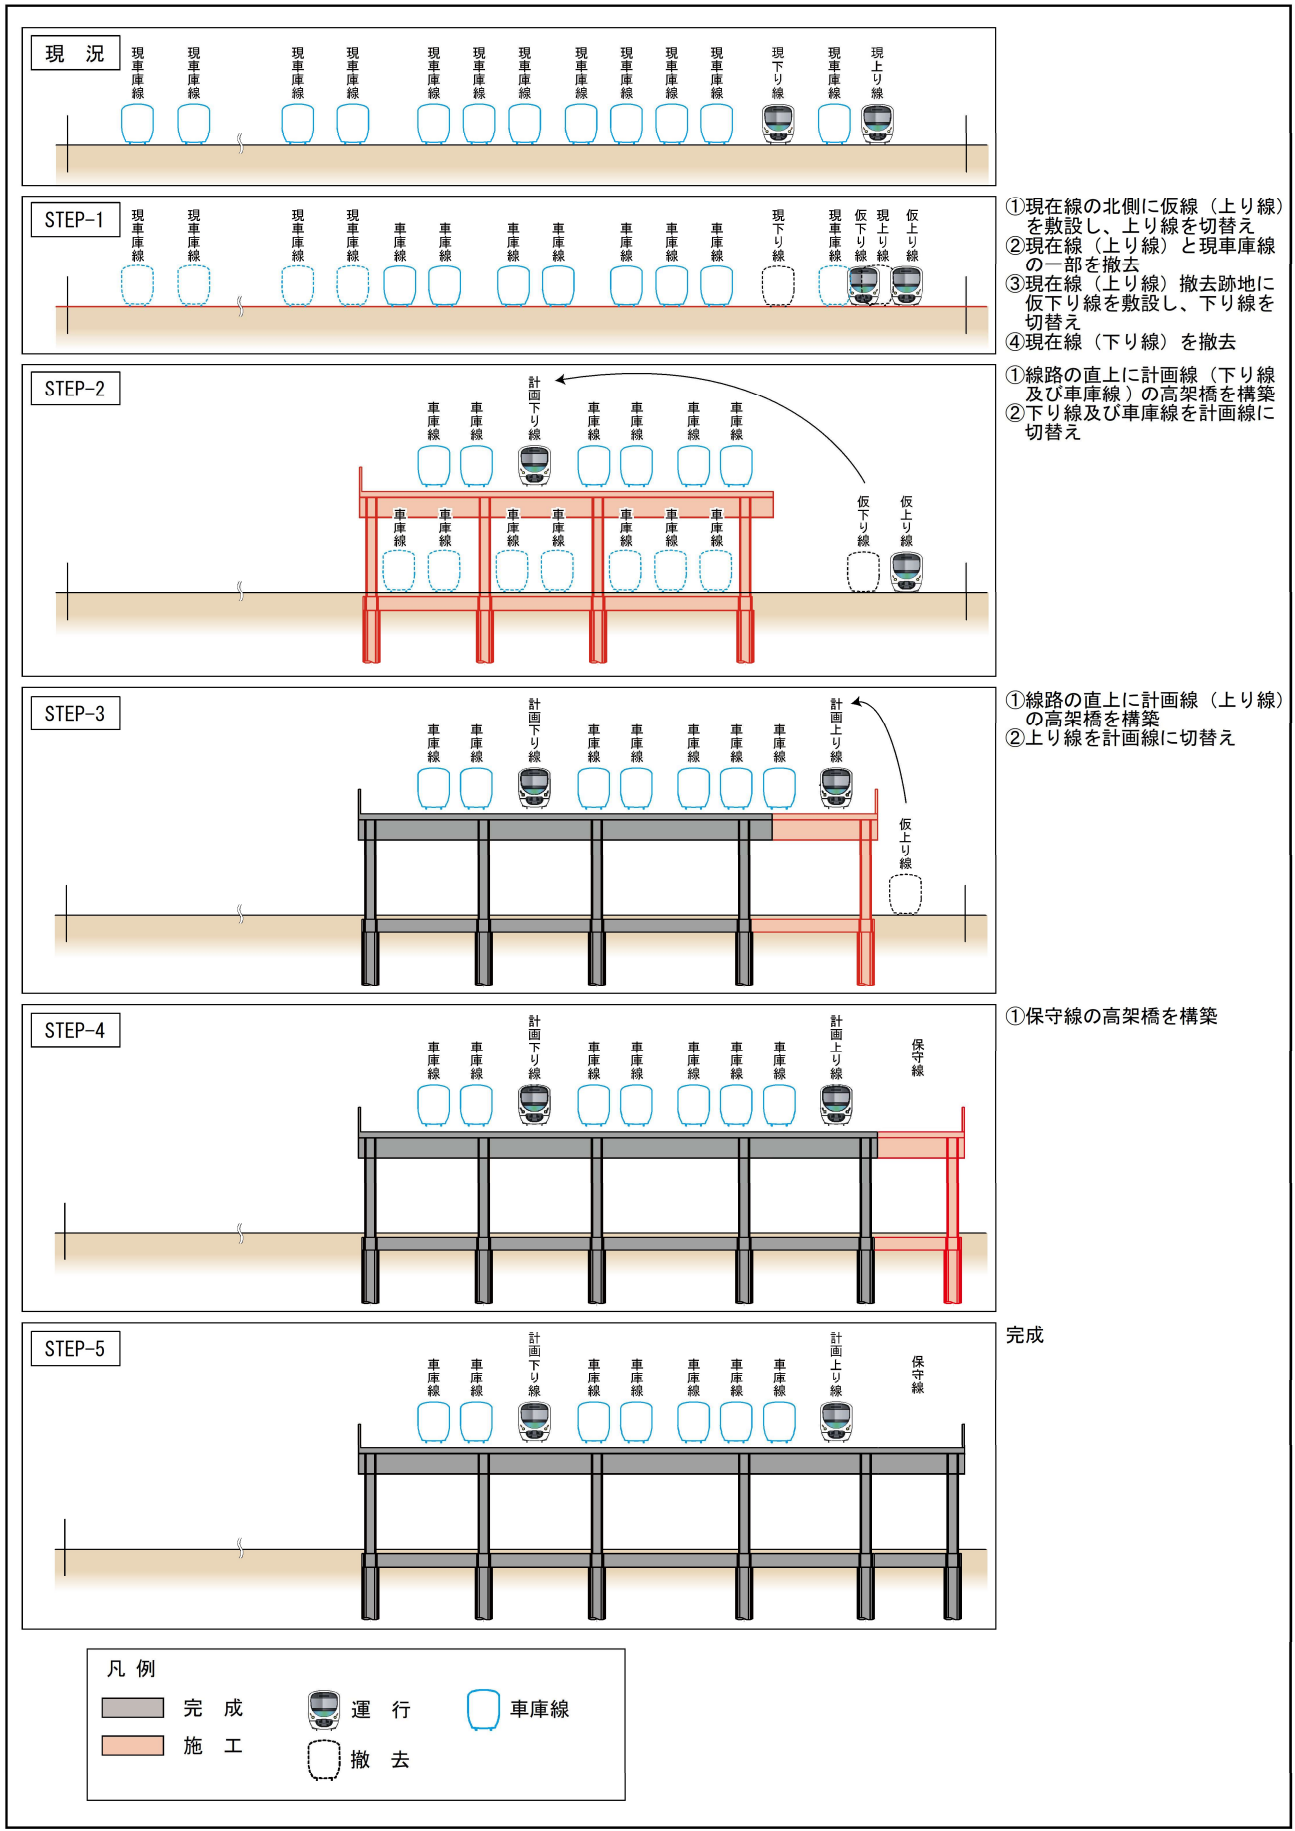 現　況
現車庫線
現車庫線
現車庫線
現車庫線
現車庫線
現車庫線
現車庫線
現車庫線
現車庫線
現車庫線
現車庫線
現下り線
現車庫線
現上り線
STEP-1
現車庫線
現車庫線
現車庫線
現車庫線
車庫線
車庫線
車庫線
車庫線
車庫線
車庫線
車庫線
現下り線
現車庫線
仮下り線
現上り線
仮上り線
①現在線の北側に仮線（上り線）
を敷設し、上り線を切替え
②現在線（上り線）と現車庫線
の一部を撤去
③現在線（上り線）撤去跡地に
仮下り線を敷設し、下り線を
切替え
④現在線（下り線）を撤去
STEP-2
車庫線
車庫線
計画下り線
車庫線
車庫線
車庫線
車庫線
車庫線
車庫線
車庫線
車庫線
車庫線
車庫線
車庫線
仮下り線
仮上り線
①線路の直上に計画線（下り線
及び車庫線）の高架橋を構築
②下り線及び車庫線を計画線に
切替え
STEP-3
車庫線
車庫線
計画下り線
車庫線
車庫線
車庫線
車庫線
車庫線
計画上り線
仮上り線
①線路の直上に計画線（上り線）
の高架橋を構築
②上り線を計画線に切替え
STEP-4
車庫線
車庫線
計画下り線
車庫線
車庫線
車庫線
車庫線
車庫線
計画上り線
保守線
①保守線の高架橋を構築
STEP-5
車庫線
車庫線
計画下り線
車庫線
車庫線
車庫線
車庫線
車庫線
計画上り線
保守線
完成
凡 例
完　成
運　行
車庫線
施　工
撤　去